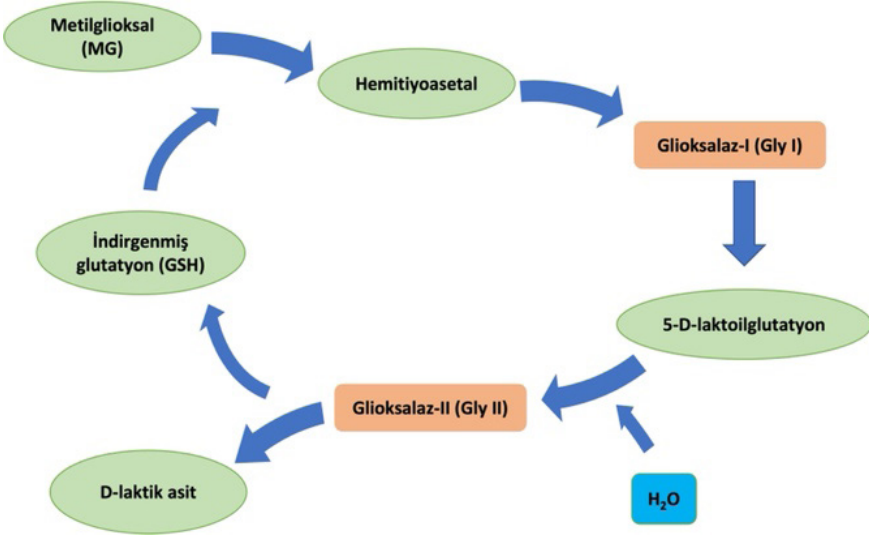 Metilglioksal
(MG)
Hemitiyoasetal
Glioksalaz-I (Gly I)
İndirgenmiş
glutatyon (GSH)
5-D-laktoilglutatyon
Glioksalaz-II (Gly II)
D-laktik asit
H₂O